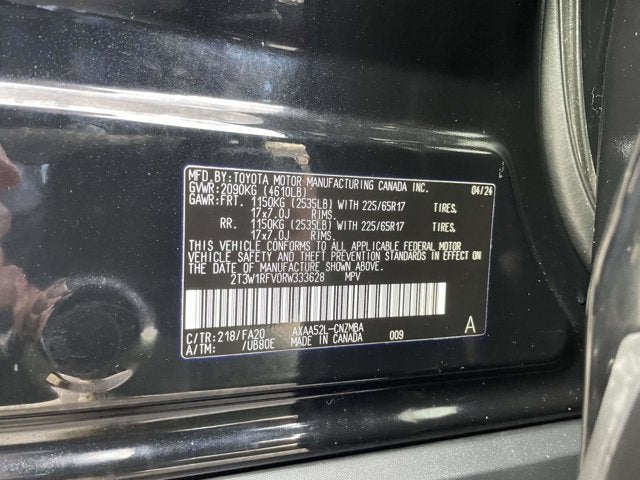 MFD. BY: TOYOTA MOTOR MANUFACTURING CANADA INC. 04/24
GVWR: 2090KG (4610LB)
GAWR: FRT. 1150KG (2535LB) WITH 225/65R17 TIRES,
17x7.0J RIMS.
RR. 1150KG (2535LB) WITH 225/65R17 TIRES,
17x7.0J RIMS.
THIS VEHICLE CONFORMS TO ALL APPLICABLE FEDERAL MOTOR
VEHICLE SAFETY AND THEFT PREVENTION STANDARDS IN EFFECT
ON THE DATE OF MANUFACTURE SHOWN ABOVE.
2T3W1RFV0RW333628 MPV
C/TR: 218/FA20 AXAA52L-CNZMBA A
A/TM: /UB80E MADE IN CANADA 009